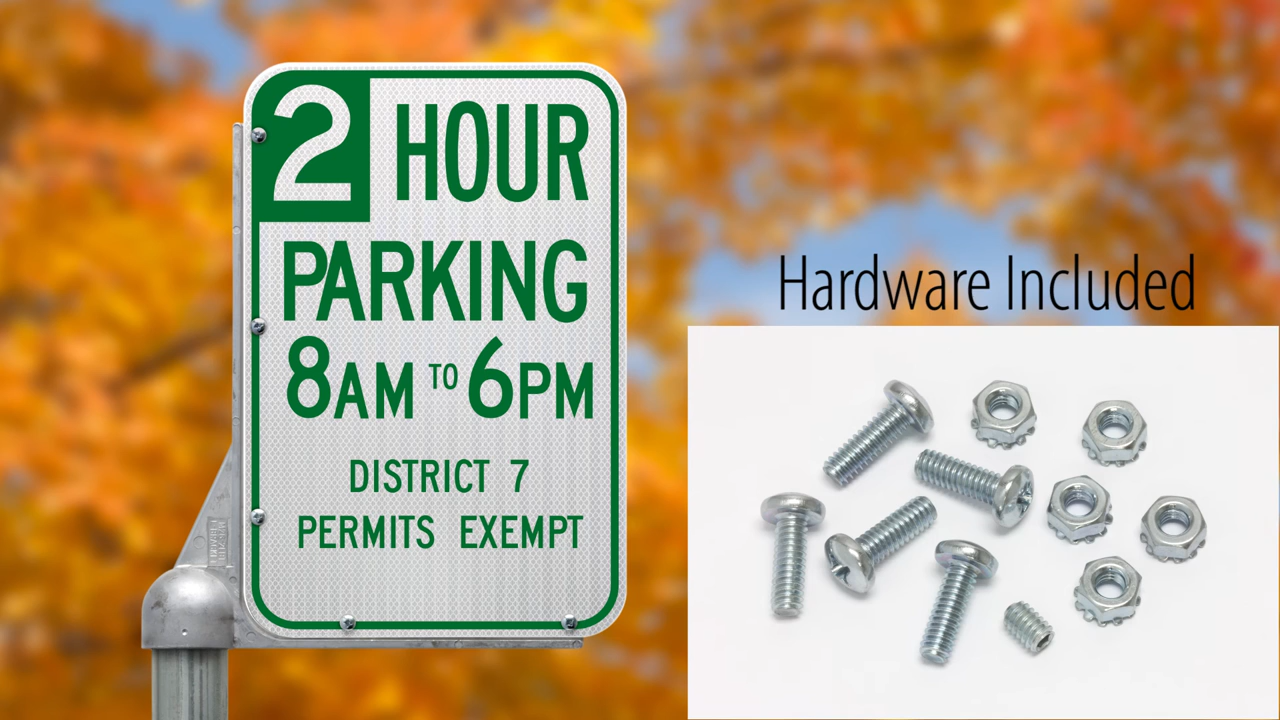 2 HOUR
PARKING
8AM TO 6PM
DISTRICT 7
PERMITS EXEMPT
Hardware Included